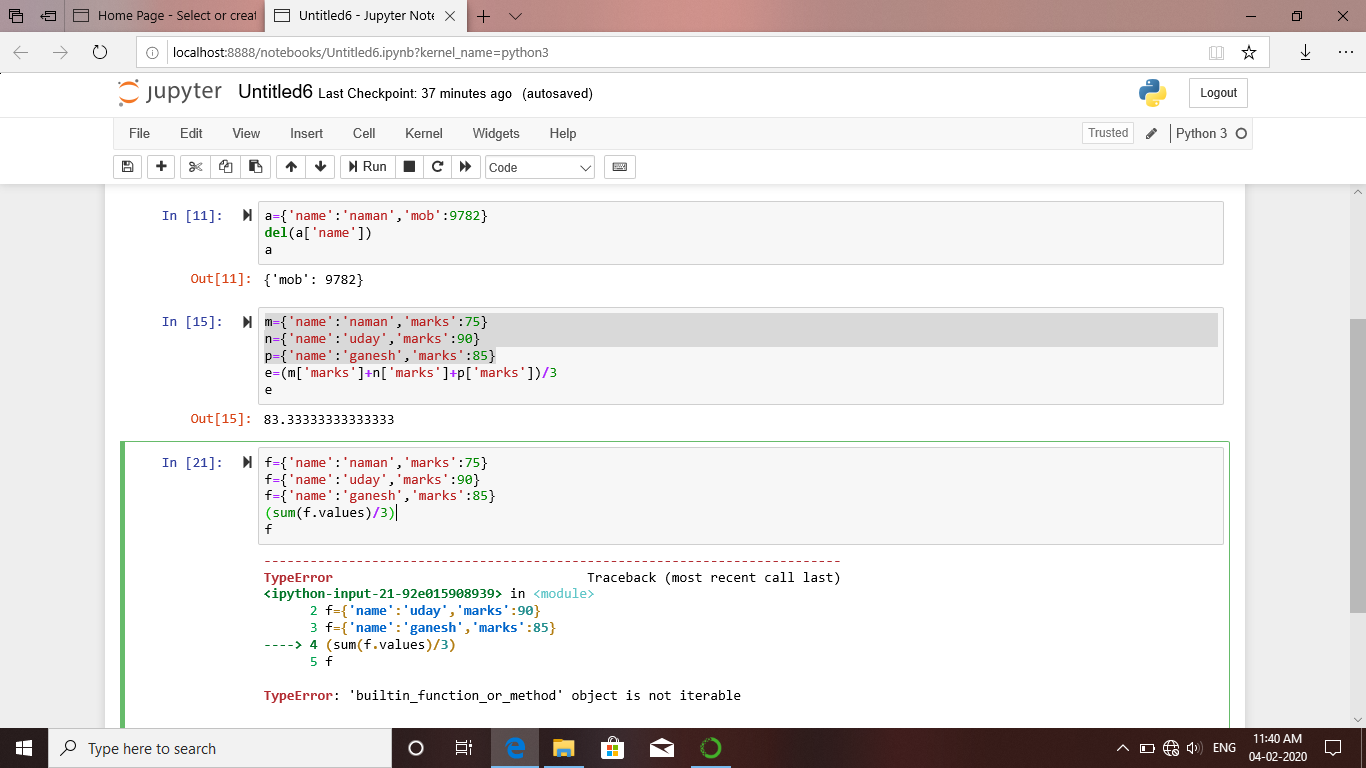 Home Page - Select or creat
Untitled6 - Jupyter Note
localhost:8888/notebooks/Untitled6.ipynb?kernel_name=python3
jupyter Untitled6 Last Checkpoint: 37 minutes ago (autosaved)
Logout
File Edit View Insert Cell Kernel Widgets Help
Trusted
Python 3
Run
Code
In [11]: a={'name':'naman','mob':9782}
del(a['name'])
a
Out[11]: {'mob': 9782}
In [15]: m={'name':'naman','marks':75}
n={'name':'uday','marks':90}
p={'name':'ganesh','marks':85}
e=(m['marks']+n['marks']+p['marks'])/3
e
Out[15]: 83.33333333333333
In [21]: f={'name':'naman','marks':75}
f={'name':'uday','marks':90}
f={'name':'ganesh','marks':85}
(sum(f.values)/3)
f
---------------------------------------------------------------------------
TypeError Traceback (most recent call last)
<ipython-input-21-92e015908939> in <module>
2 f={'name':'uday','marks':90}
3 f={'name':'ganesh','marks':85}
----> 4 (sum(f.values)/3)
5 f
TypeError: 'builtin_function_or_method' object is not iterable
Type here to search
ENG
11:40 AM
04-02-2020